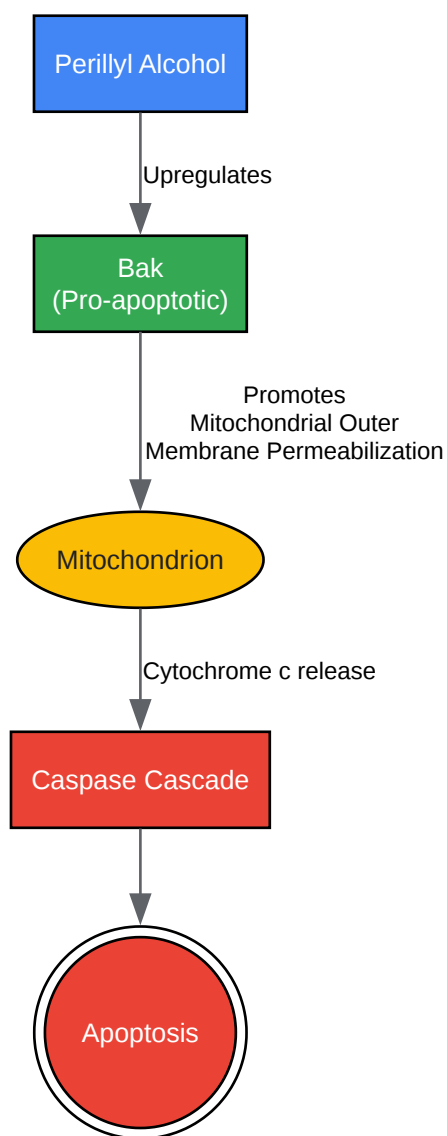 Perillyl Alcohol
Upregulates
Bak
(Pro-apoptotic)
Promotes
Mitochondrial Outer
Membrane Permeabilization
Mitochondrion
Cytochrome c release
Caspase Cascade
Apoptosis